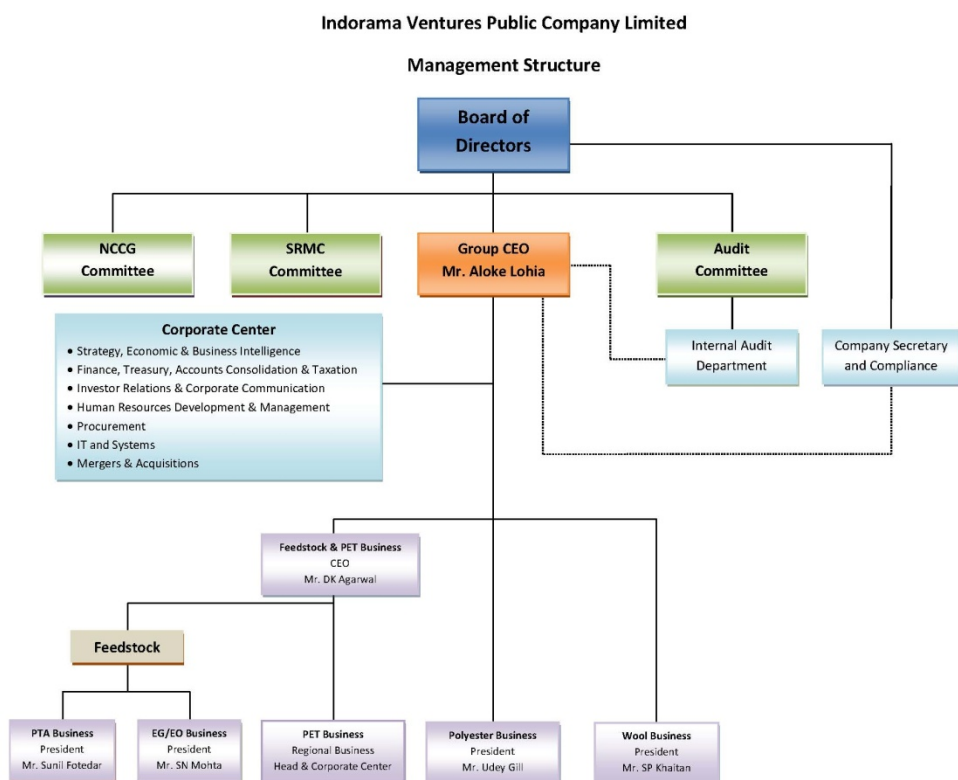 Indorama Ventures Public Company Limited
Management Structure
Board of
Directors
NCCG
Committee
SRMC
Committee
Group CEO
Mr. Aloke Lohia
Audit
Committee
Corporate Center
• Strategy, Economic & Business Intelligence
• Finance, Treasury, Accounts Consolidation & Taxation
• Investor Relations & Corporate Communication
• Human Resources Development & Management
• Procurement
• IT and Systems
• Mergers & Acquisitions
Internal Audit
Department
Company Secretary
and Compliance
Feedstock & PET Business
CEO
Mr. DK Agarwal
Feedstock
PTA Business
President
Mr. Sunil Fotedar
EG/EO Business
President
Mr. SN Mohta
PET Business
Regional Business
Head & Corporate Center
Polyester Business
President
Mr. Udey Gill
Wool Business
President
Mr. SP Khaitan